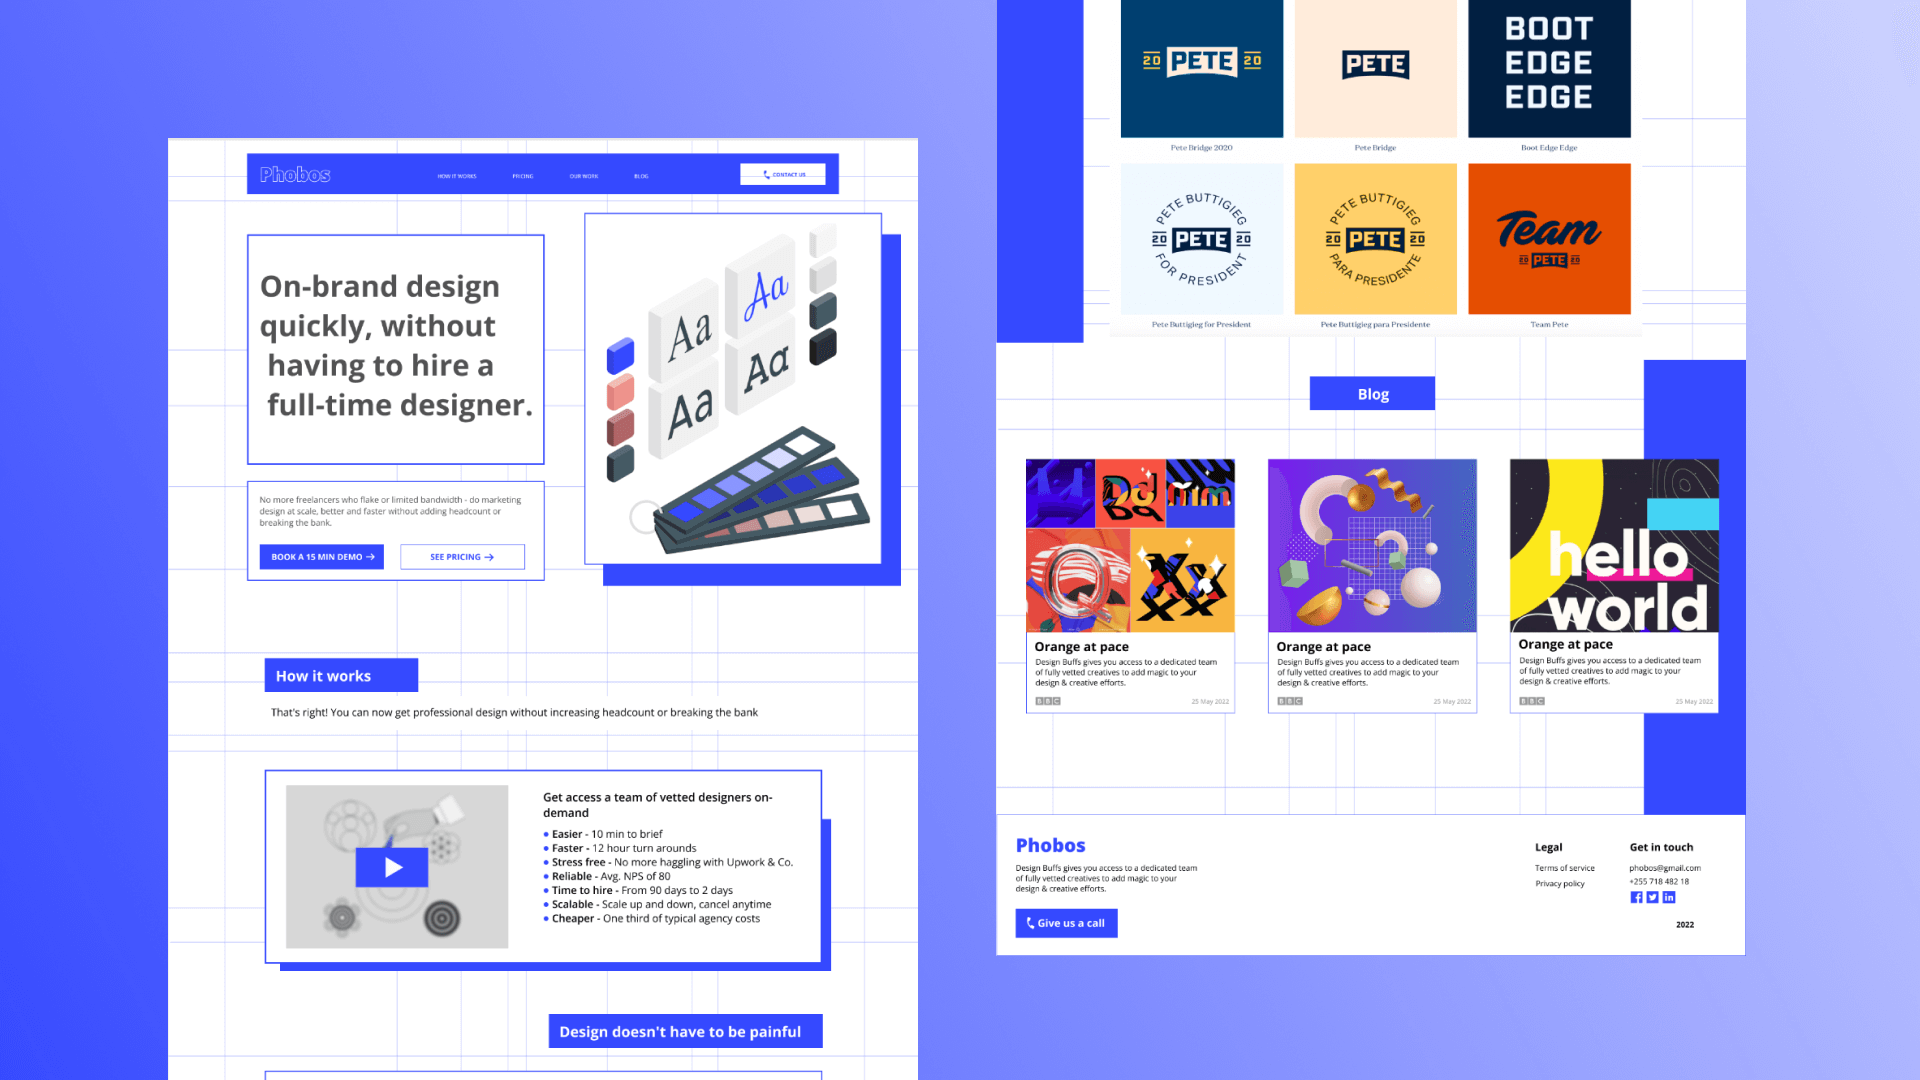 Phobos
HOW IT WORKS
PRICING
OUR WORK
BLOG
CONTACT US
On-brand design
quickly, without
having to hire a
full-time designer.
No more freelancers who flake or limited bandwidth - do marketing
design at scale, better and faster without adding headcount or
breaking the bank.
BOOK A 15 MIN DEMO
SEE PRICING
Aa
Aa
Aa
Aa
How it works
That's right! You can now get professional design without increasing headcount or breaking the bank
Get access a team of vetted designers on-
demand
Easier - 10 min to brief
Faster - 12 hour turn arounds
Stress free - No more haggling with Upwork & Co.
Reliable - Avg. NPS of 80
Time to hire - From 90 days to 2 days
Scalable - Scale up and down, cancel anytime
Cheaper - One third of typical agency costs
Design doesn't have to be painful
20 PETE 20
Pete Bridge 2020
PETE
Pete Bridge
BOOT
EDGE
EDGE
Boot Edge Edge
PETE BUTTIGIEG
20 PETE 20
FOR PRESIDENT
Pete Buttigieg for President
PETE BUTTIGIEG
20 PETE 20
PARA PRESIDENTE
Pete Buttigieg para Presidente
Team
20 PETE 20
Team Pete
Blog
Orange at pace
Design Buffs gives you access to a dedicated team
of fully vetted creatives to add magic to your
design & creative efforts.
BBC
25 May 2022
Orange at pace
Design Buffs gives you access to a dedicated team
of fully vetted creatives to add magic to your
design & creative efforts.
BBC
25 May 2022
hello
world
Orange at pace
Design Buffs gives you access to a dedicated team
of fully vetted creatives to add magic to your
design & creative efforts.
BBC
25 May 2022
Phobos
Design Buffs gives you access to a dedicated team
of fully vetted creatives to add magic to your
design & creative efforts.
Give us a call
Legal
Terms of service
Privacy policy
Get in touch
phobos@gmail.com
+255 718 482 18
2022